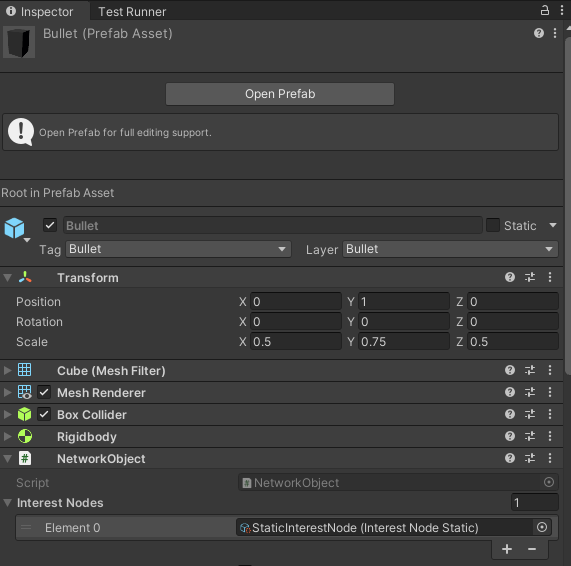 Inspector Test Runner
Bullet (Prefab Asset)
Open Prefab
Open Prefab for full editing support.
Root in Prefab Asset
Bullet Static
Tag Bullet Layer Bullet
Transform
Position X 0 Y 1 Z 0
Rotation X 0 Y 0 Z 0
Scale X 0.5 Y 0.75 Z 0.5
Cube (Mesh Filter)
Mesh Renderer
Box Collider
Rigidbody
# NetworkObject
Script # NetworkObject
Interest Nodes 1
Element 0 StaticInterestNode (Interest Node Static)
+ −